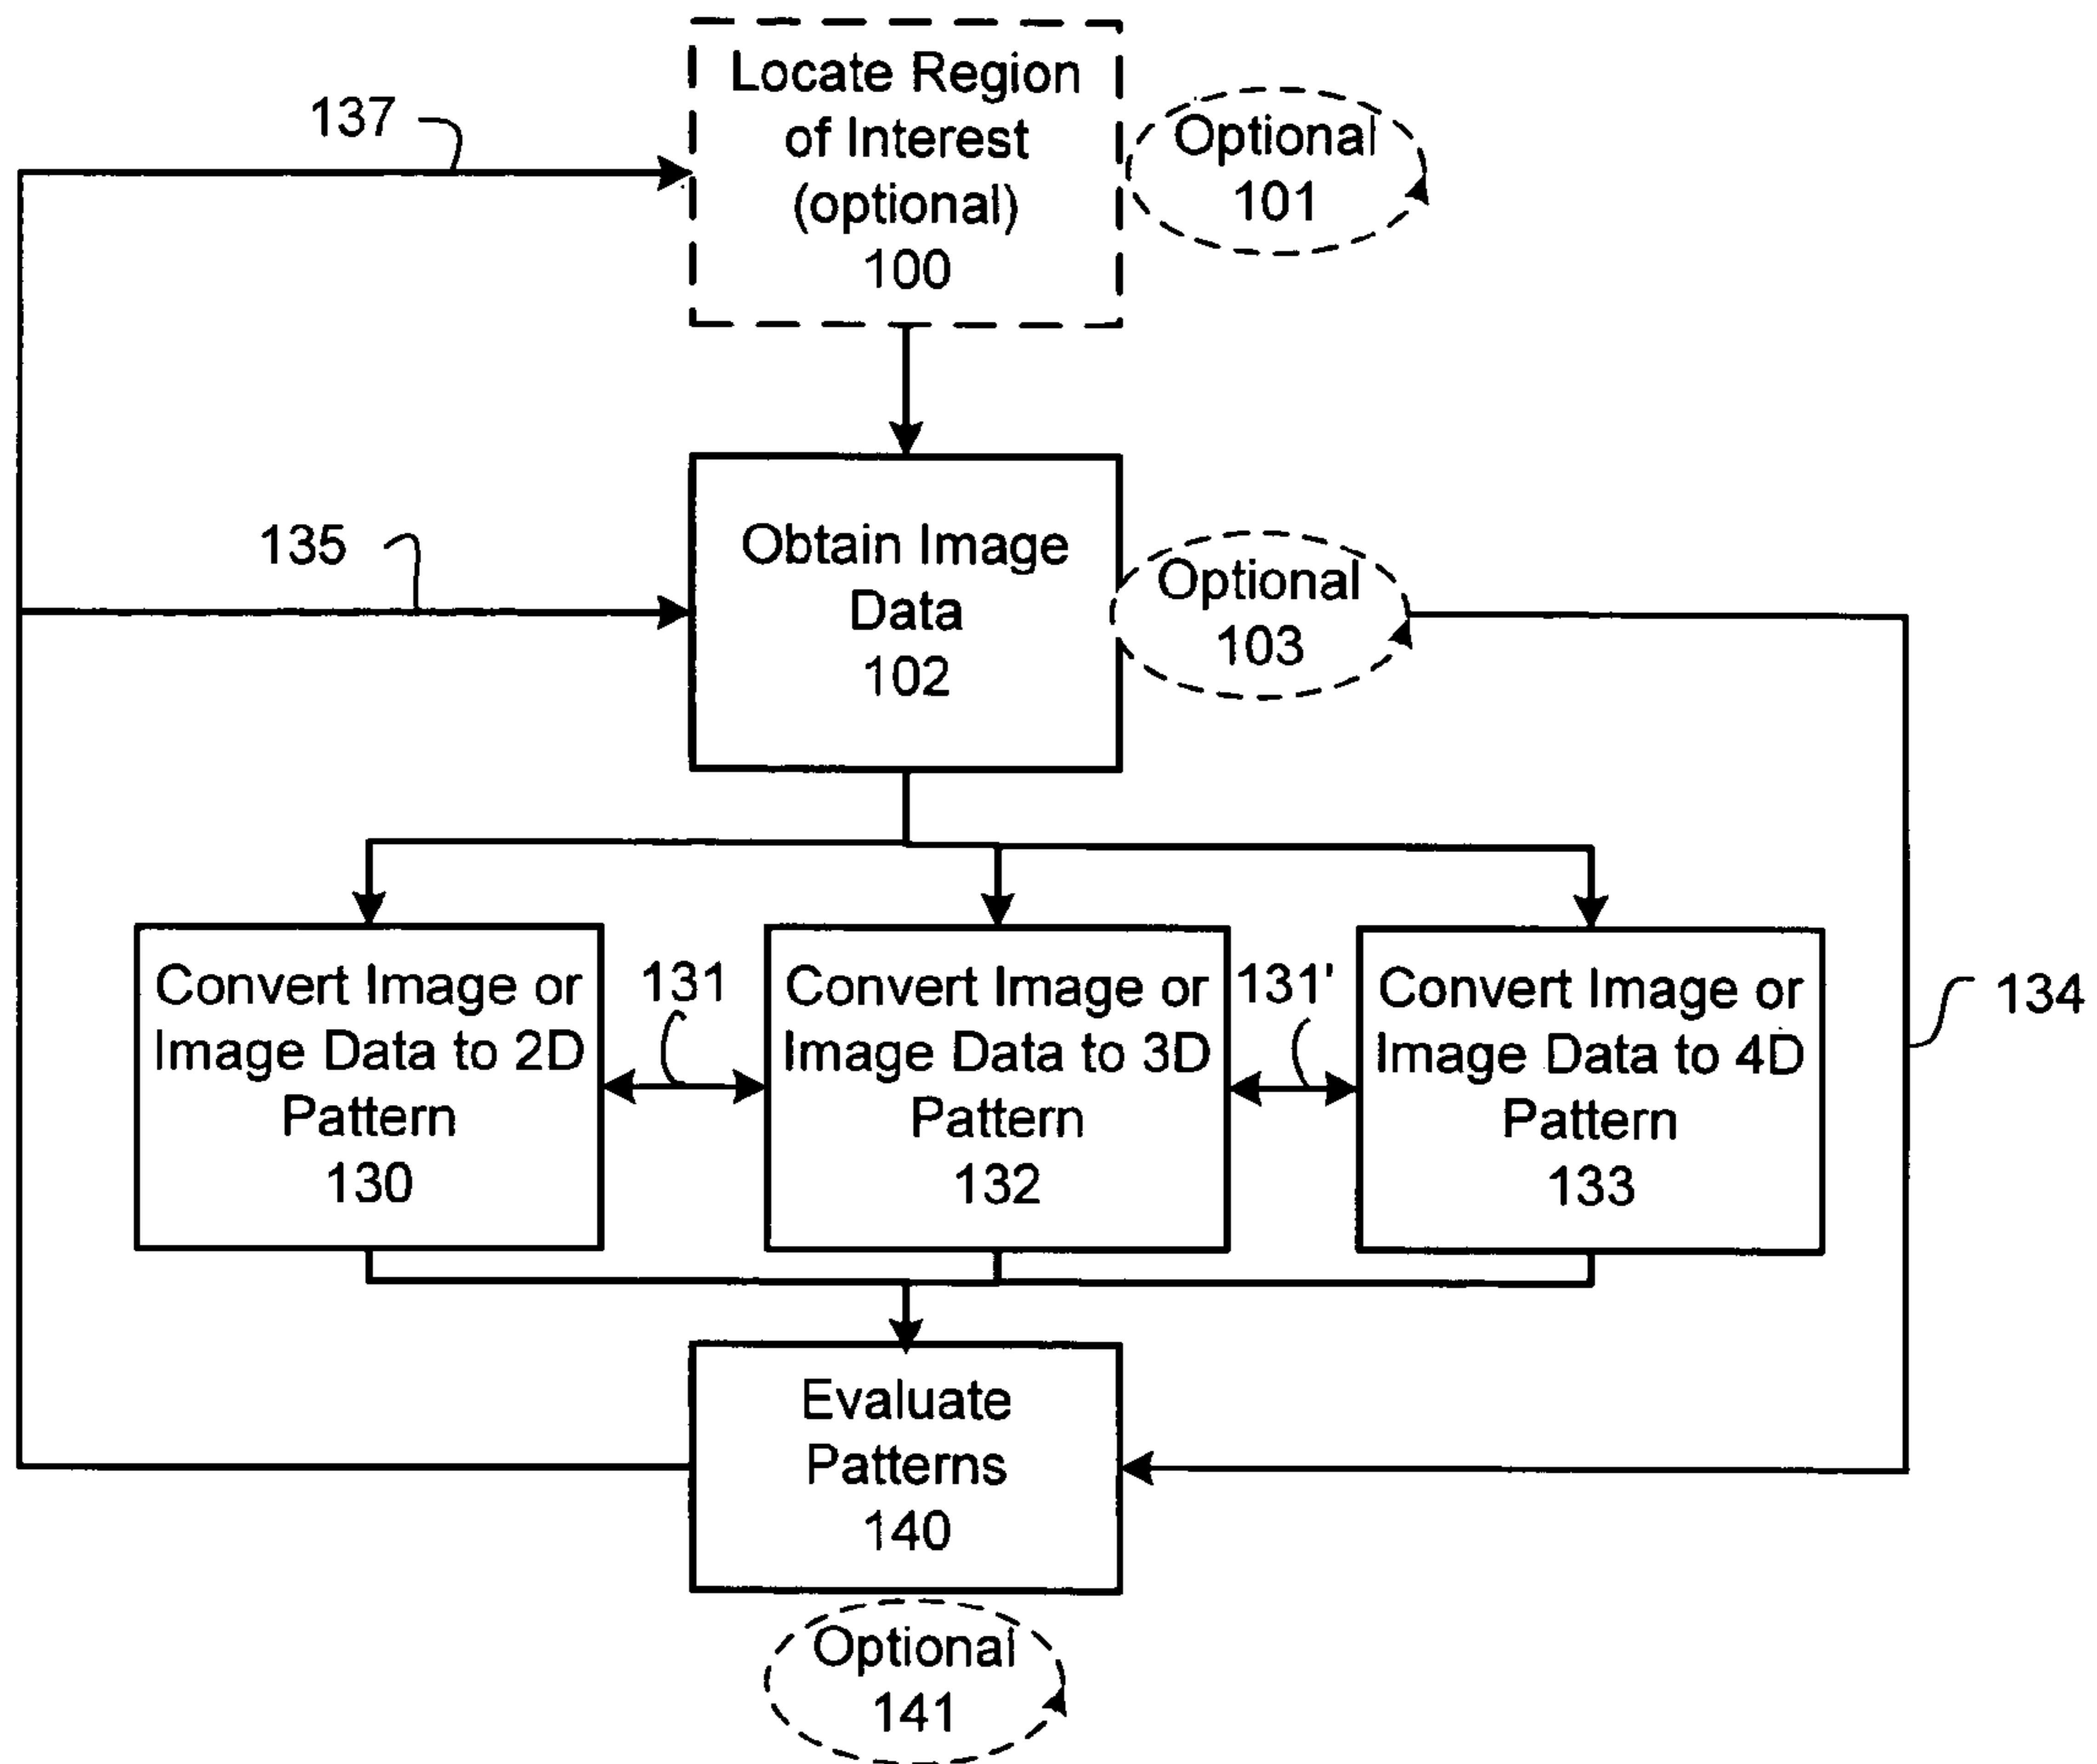 Locate Region
of Interest
(optional)
100
Optional
101
137
Obtain Image
Data
102
Optional
103
135
Convert Image or
Image Data to 2D
Pattern
130
131
Convert Image or
Image Data to 3D
Pattern
132
131'
Convert Image or
Image Data to 4D
Pattern
133
134
Evaluate
Patterns
140
Optional
141